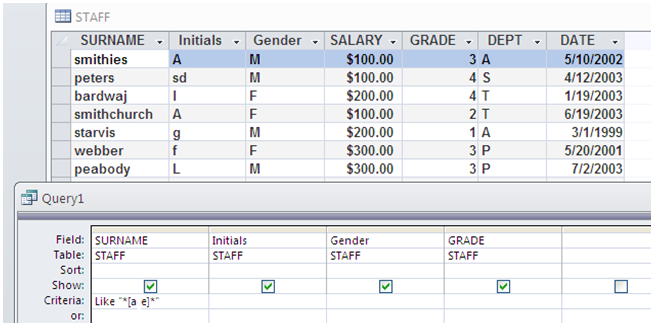 STAFF
SURNAME Initials Gender SALARY GRADE DEPT DATE
smithies A M $100.00 3 A 5/10/2002
peters sd M $100.00 4 S 4/12/2003
bardwaj I F $200.00 4 T 1/19/2003
smithchurch A F $100.00 2 T 6/19/2003
starvis g M $200.00 1 A 3/1/1999
webber f F $300.00 3 P 5/20/2001
peabody L M $300.00 3 P 7/2/2003
Query1
Field: SURNAME Initials Gender GRADE
Table: STAFF STAFF STAFF STAFF
Sort:
Show:
Criteria: Like "*[a e]*"
or: